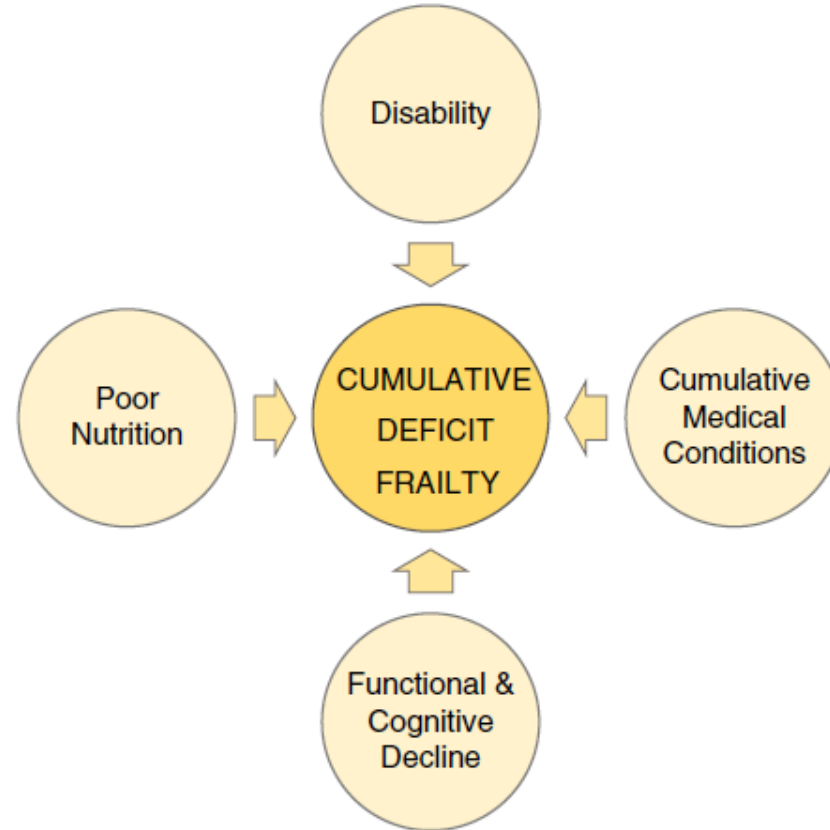 Disability
Poor
Nutrition
CUMULATIVE
DEFICIT
FRAILTY
Cumulative
Medical
Conditions
Functional &
Cognitive
Decline